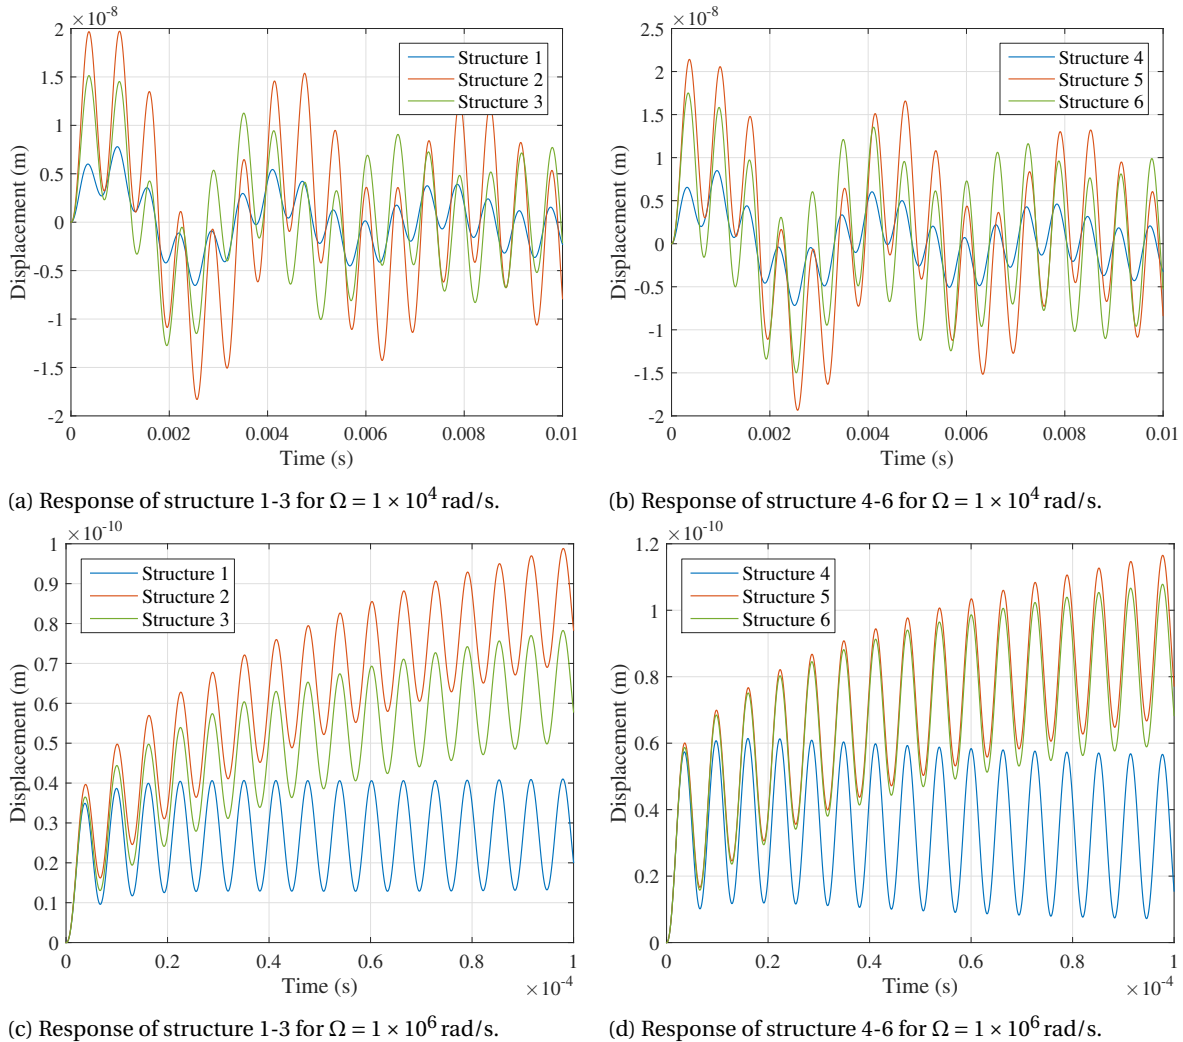 ×10⁻⁸
2
1.5
1
0.5
0
-0.5
-1
-1.5
-2
Displacement (m)
Structure 1
Structure 2
Structure 3
0 0.002 0.004 0.006 0.008 0.01
Time (s)
(a) Response of structure 1-3 for Ω = 1 × 10⁴ rad/s.
×10⁻⁸
2.5
2
1.5
1
0.5
0
-0.5
-1
-1.5
-2
Displacement (m)
Structure 4
Structure 5
Structure 6
0 0.002 0.004 0.006 0.008 0.01
Time (s)
(b) Response of structure 4-6 for Ω = 1 × 10⁴ rad/s.
×10⁻¹⁰
1
0.9
0.8
0.7
0.6
0.5
0.4
0.3
0.2
0.1
0
Displacement (m)
Structure 1
Structure 2
Structure 3
0 0.2 0.4 0.6 0.8 1
Time (s)
×10⁻⁴
(c) Response of structure 1-3 for Ω = 1 × 10⁶ rad/s.
×10⁻¹⁰
1.2
1
0.8
0.6
0.4
0.2
0
Displacement (m)
Structure 4
Structure 5
Structure 6
0 0.2 0.4 0.6 0.8 1
Time (s)
×10⁻⁴
(d) Response of structure 4-6 for Ω = 1 × 10⁶ rad/s.